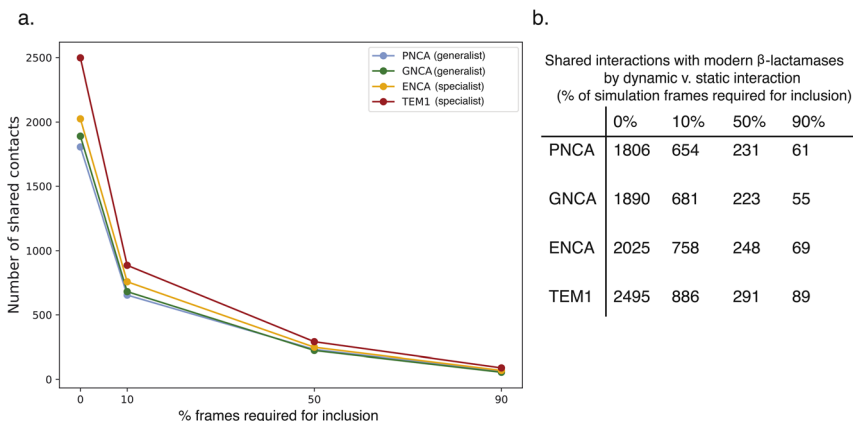 a.
2500
2000
1500
1000
500
0
Number of shared contacts
0 10 50 90
% frames required for inclusion
PNCA (generalist)
GNCA (generalist)
ENCA (specialist)
TEM1 (specialist)
b.
Shared interactions with modern β-lactamases
by dynamic v. static interaction
(% of simulation frames required for inclusion)
0% 10% 50% 90%
PNCA 1806 654 231 61
GNCA 1890 681 223 55
ENCA 2025 758 248 69
TEM1 2495 886 291 89